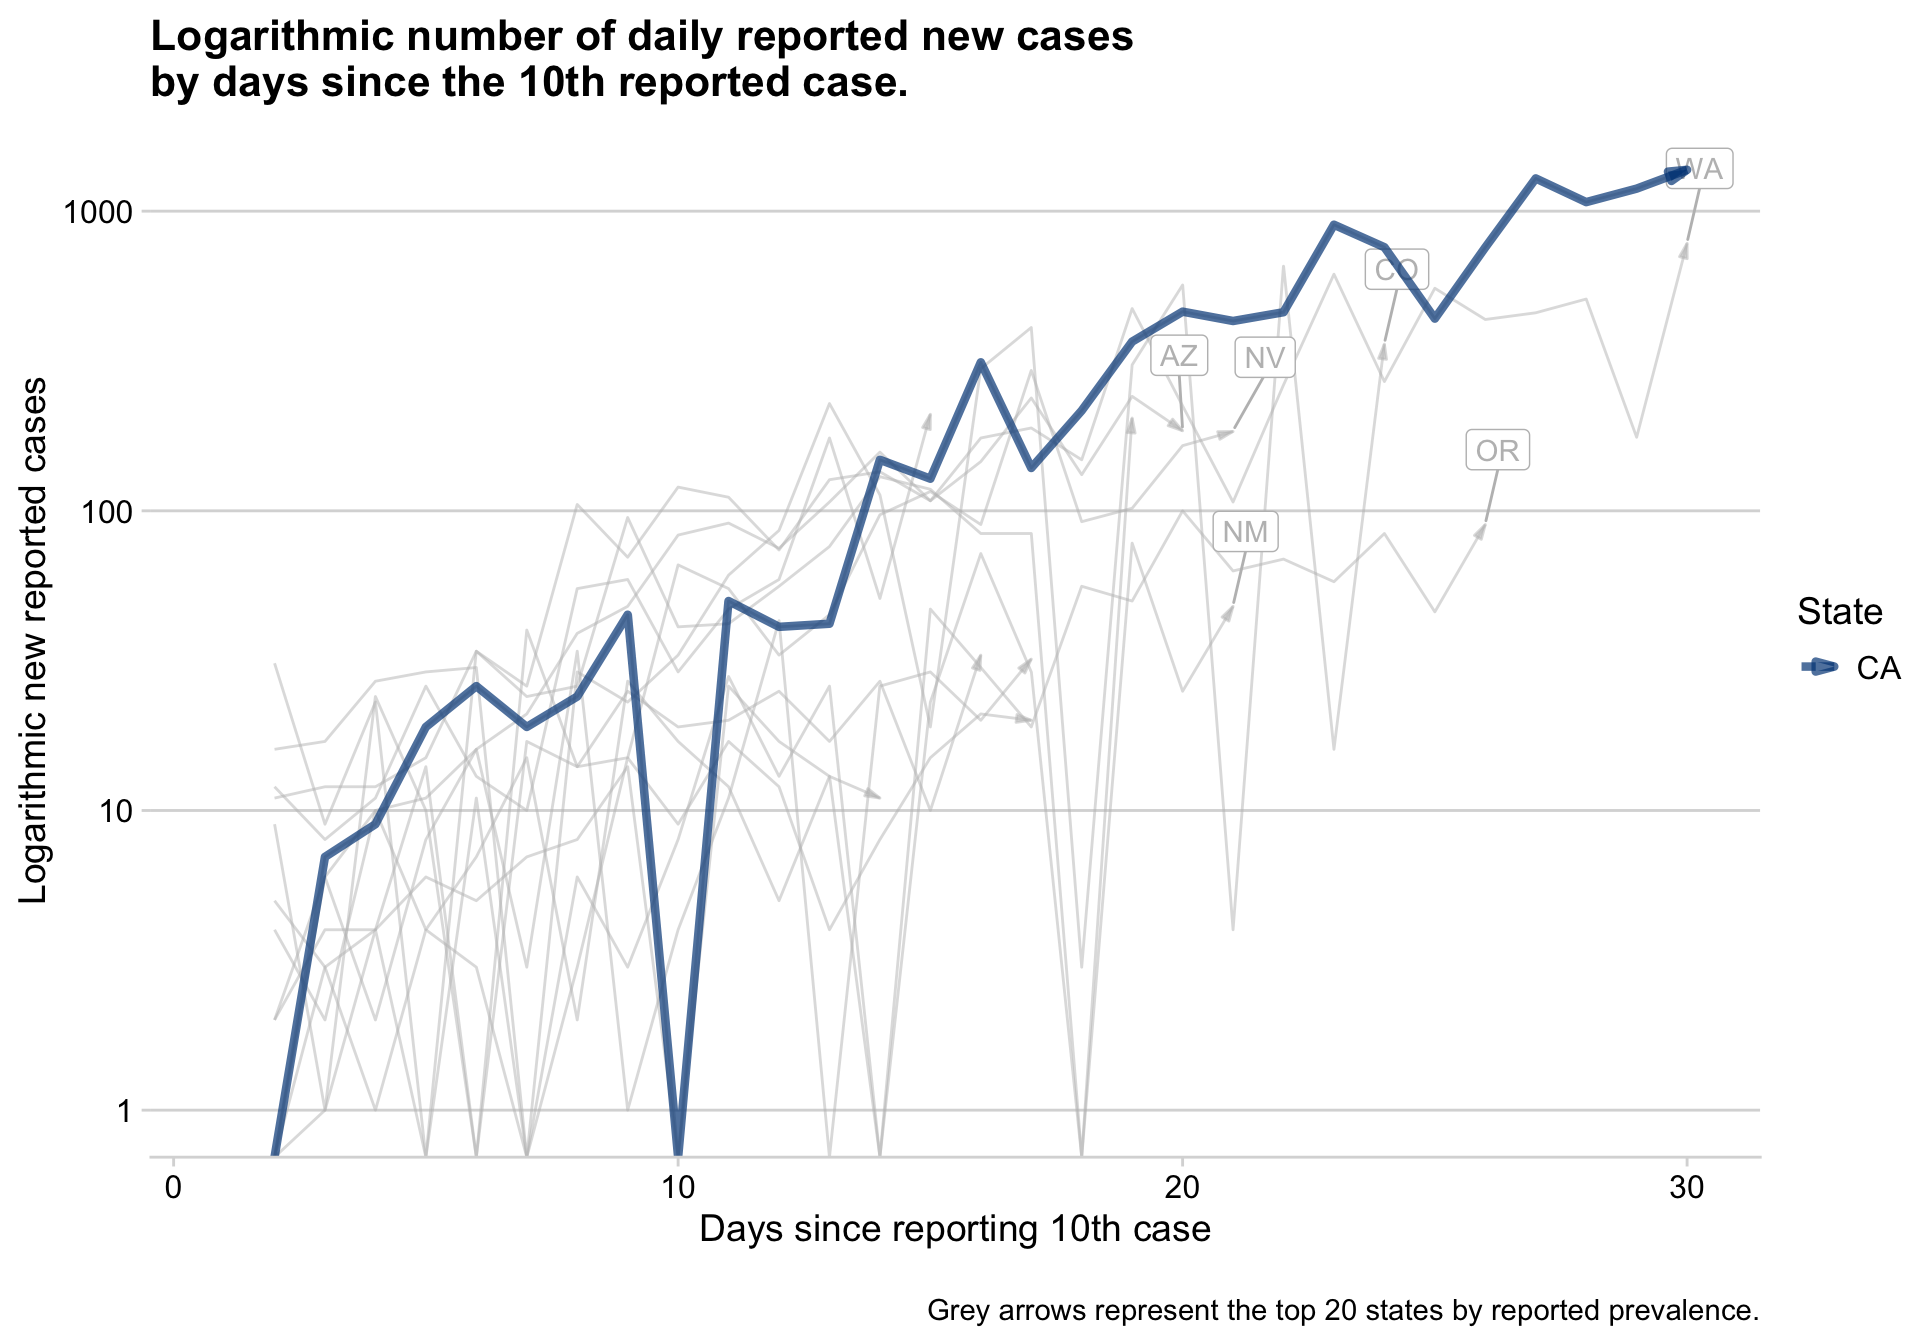 Logarithmic number of daily reported new cases
by days since the 10th reported case.
Logarithmic new reported cases
1000
100
10
1
WA
CO
AZ
NV
OR
NM
State
CA
0
10
20
30
Days since reporting 10th case
Grey arrows represent the top 20 states by reported prevalence.